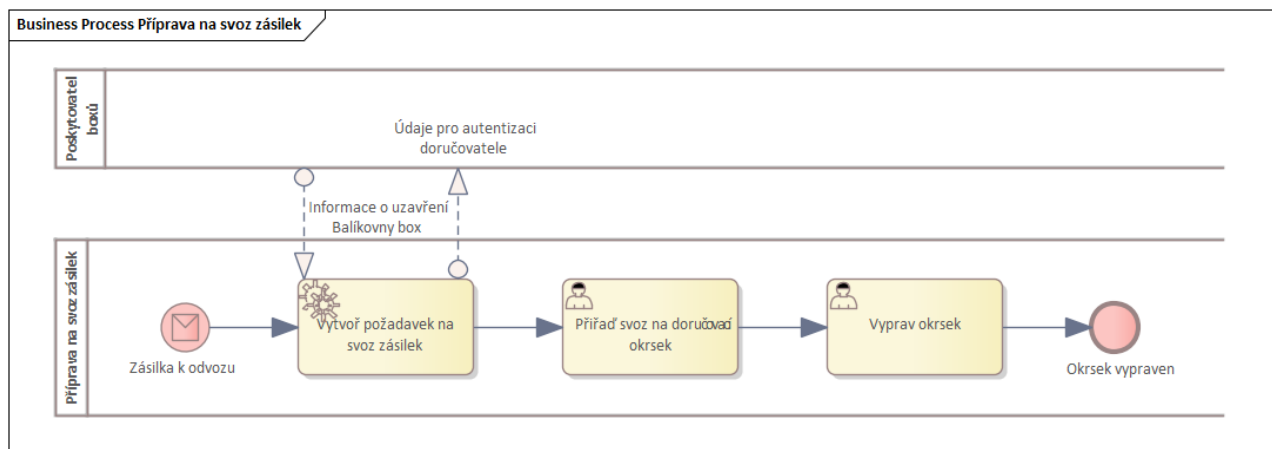 Business Process Příprava na svoz zásilek
Poskytovatel
boxů
Údaje pro autentizaci
doručovatele
Informace o uzavření
Balíkovny box
Příprava na svoz zásilek
Zásilka k odvozu
Vytvoř požadavek na
svoz zásilek
Přiřaď svoz na doručovací
okrsek
Vyprav okrsek
Okrsek vypraven